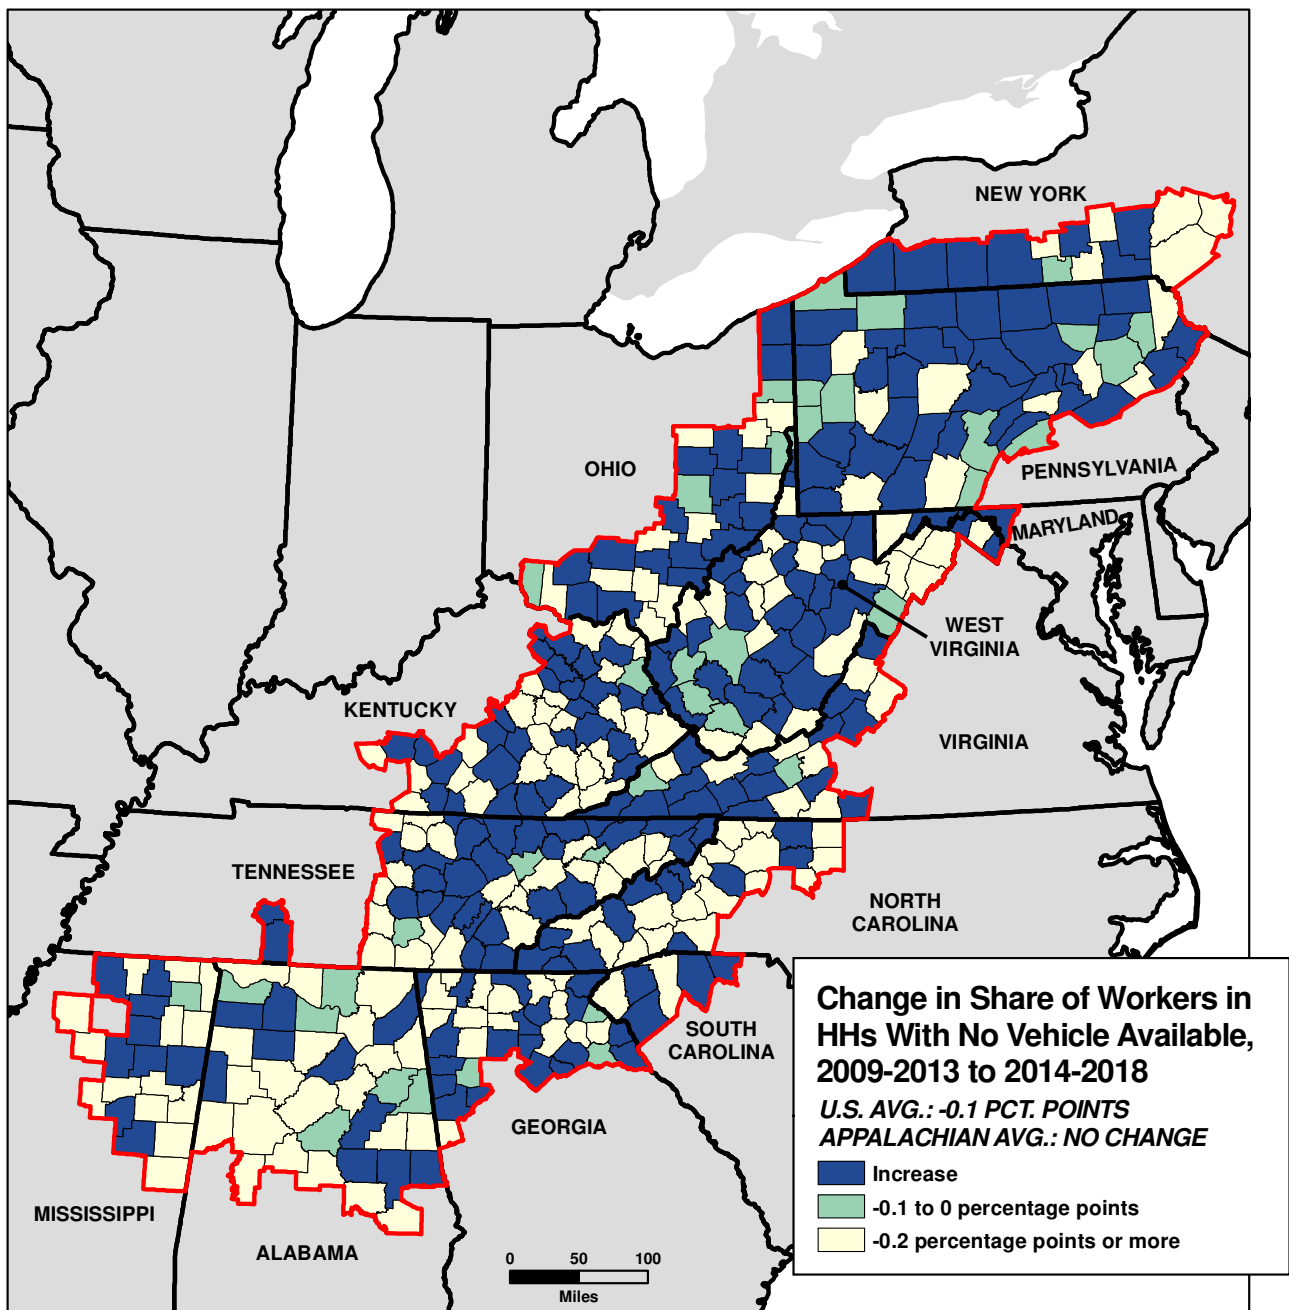 NEW YORK
OHIO
PENNSYLVANIA
MARYLAND
WEST
VIRGINIA
KENTUCKY
VIRGINIA
TENNESSEE
NORTH
CAROLINA
SOUTH
CAROLINA
GEORGIA
MISSISSIPPI
ALABAMA
0 50 100
Miles
Change in Share of Workers in
HHs With No Vehicle Available,
2009-2013 to 2014-2018
U.S. AVG.: -0.1 PCT. POINTS
APPALACHIAN AVG.: NO CHANGE
Increase
-0.1 to 0 percentage points
-0.2 percentage points or more